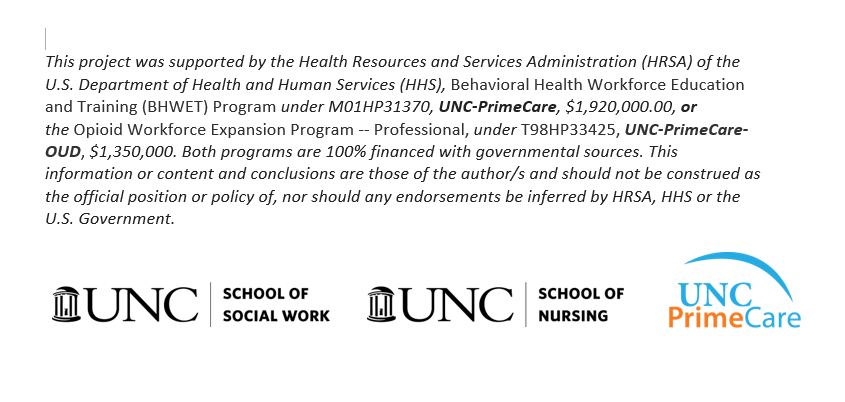 This project was supported by the Health Resources and Services Administration (HRSA) of the
U.S. Department of Health and Human Services (HHS), Behavioral Health Workforce Education
and Training (BHWET) Program under M01HP31370, UNC-PrimeCare, $1,920,000.00, or
the Opioid Workforce Expansion Program -- Professional, under T98HP33425, UNC-PrimeCare-
OUD, $1,350,000. Both programs are 100% financed with governmental sources. This
information or content and conclusions are those of the author/s and should not be construed as
the official position or policy of, nor should any endorsements be inferred by HRSA, HHS or the
U.S. Government.
UNC
SCHOOL OF
SOCIAL WORK
UNC
SCHOOL OF
NURSING
UNC
PrimeCare